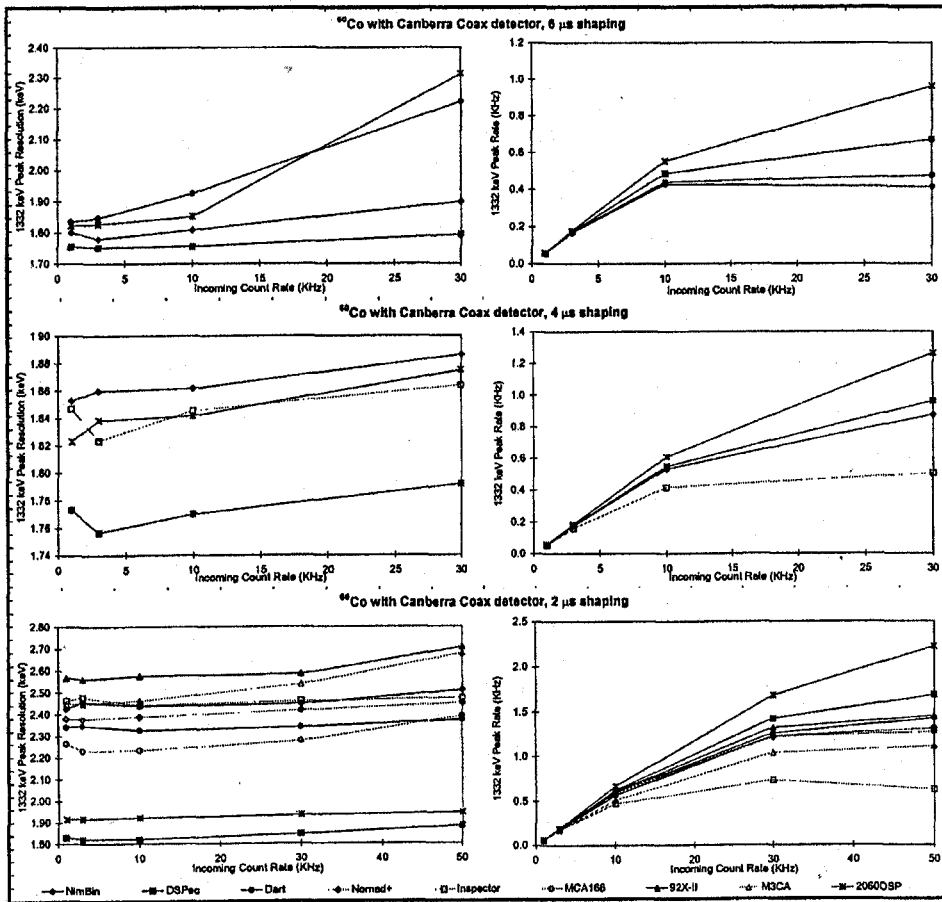 ⁶⁰Co with Canberra Coax detector, 6 µs shaping
1332 keV Peak Resolution (keV)
2.40
2.30
2.20
2.10
2.00
1.90
1.80
1.70
0 5 10 15 20 25 30
Incoming Count Rate (KHz)
1332 keV Peak Rate (KHz)
1.2
1.0
0.8
0.6
0.4
0.2
0.0
0 5 10 15 20 25 30
Incoming Count Rate (KHz)
⁶⁰Co with Canberra Coax detector, 4 µs shaping
1332 keV Peak Resolution (keV)
1.90
1.88
1.86
1.84
1.82
1.80
1.78
1.76
1.74
0 5 10 15 20 25 30
Incoming Count Rate (KHz)
1332 keV Peak Rate (KHz)
1.4
1.2
1.0
0.8
0.6
0.4
0.2
0.0
0 5 10 15 20 25 30
Incoming Count Rate (KHz)
⁶⁰Co with Canberra Coax detector, 2 µs shaping
1332 keV Peak Resolution (keV)
2.80
2.70
2.60
2.50
2.40
2.30
2.20
2.10
2.00
1.90
1.80
0 10 20 30 40 50
Incoming Count Rate (KHz)
1332 keV Peak Rate (KHz)
2.5
2.0
1.5
1.0
0.5
0.0
0 10 20 30 40 50
Incoming Count Rate (KHz)
NimBin DSPec Dart Nomad+ Inspector MCA166 92X-II M3CA 2060DSP